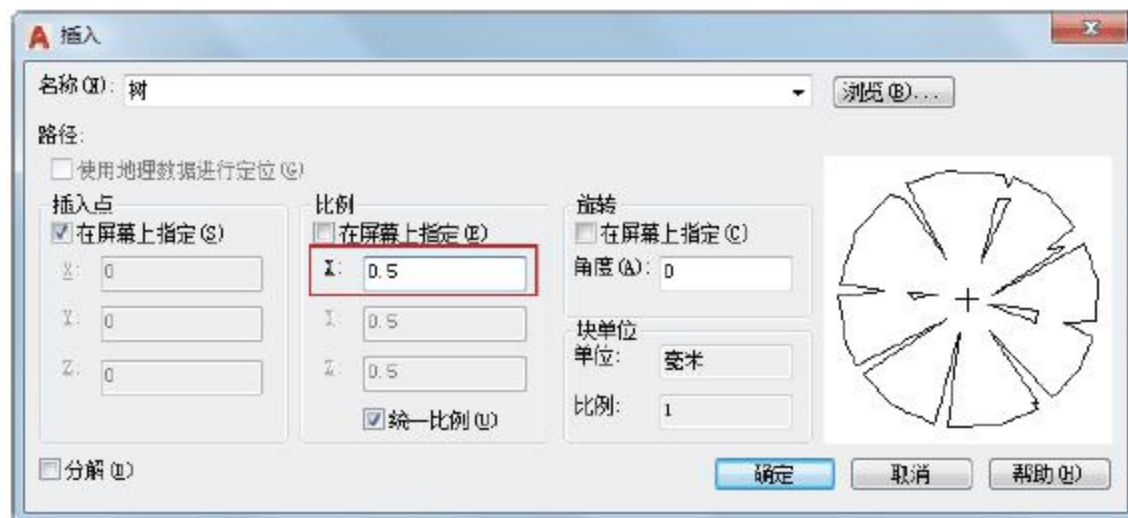 插入
名称(N): 树 浏览(B)...
路径:
使用地理数据进行定位(G)
插入点 比例 旋转
在屏幕上指定(S) 在屏幕上指定(E) 在屏幕上指定(C)
X: 0 X: 0.5 角度(A): 0
Y: 0 Y: 0.5 块单位
Z: 0 Z: 0.5 单位: 毫米
统一比例(U) 比例: 1
分解(D) 确定 取消 帮助(H)